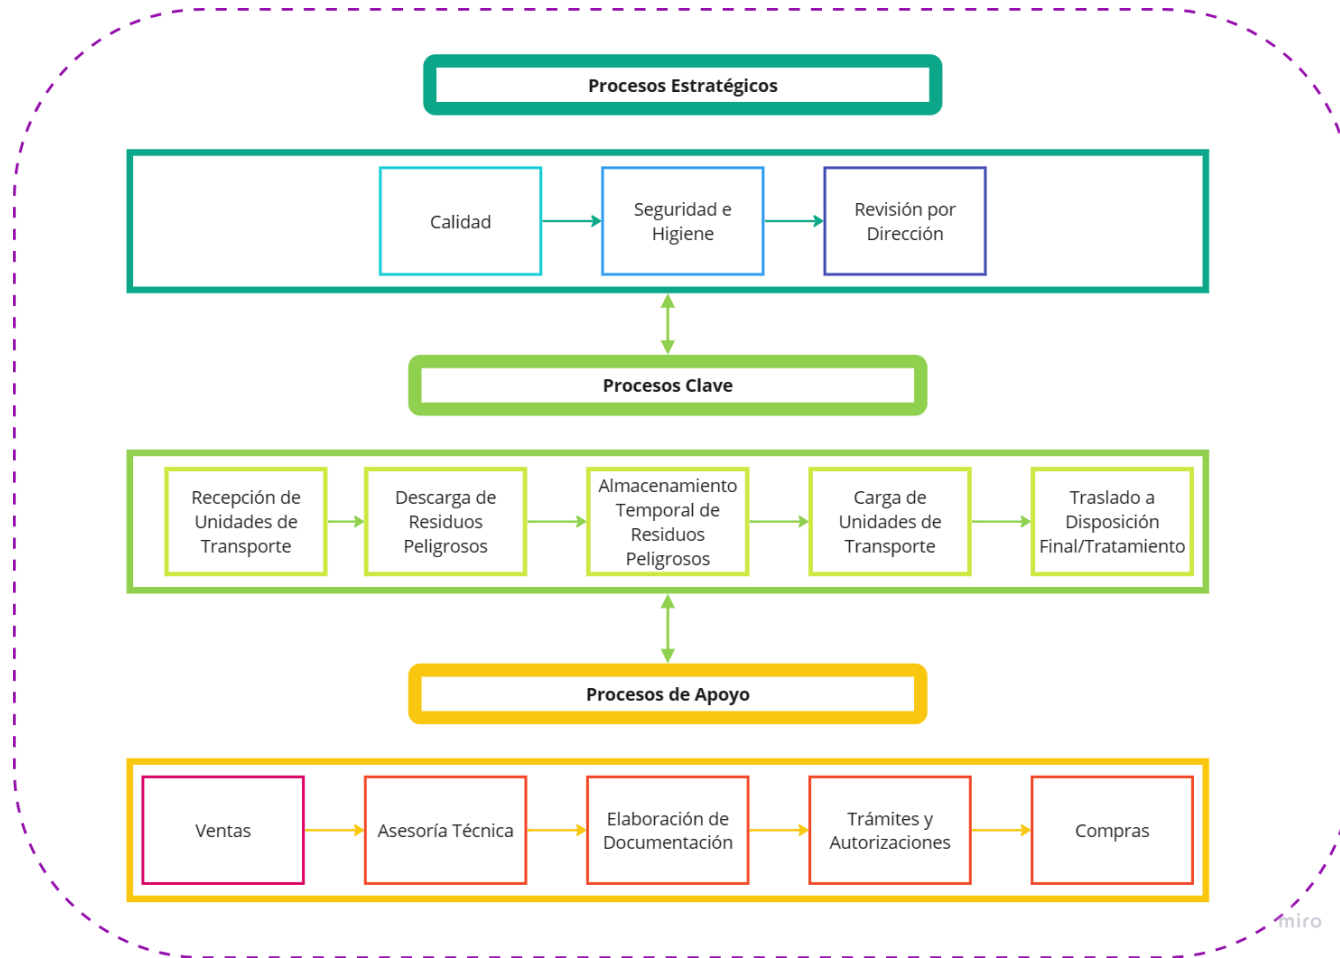 Procesos Estratégicos
Calidad
Seguridad e
Higiene
Revisión por
Dirección
Procesos Clave
Recepción de
Unidades de
Transporte
Descarga de
Residuos
Peligrosos
Almacenamiento
Temporal de
Residuos
Peligrosos
Carga de
Unidades de
Transporte
Traslado a
Disposición
Final/Tratamiento
Procesos de Apoyo
Ventas
Asesoría Técnica
Elaboración de
Documentación
Trámites y
Autorizaciones
Compras
miro